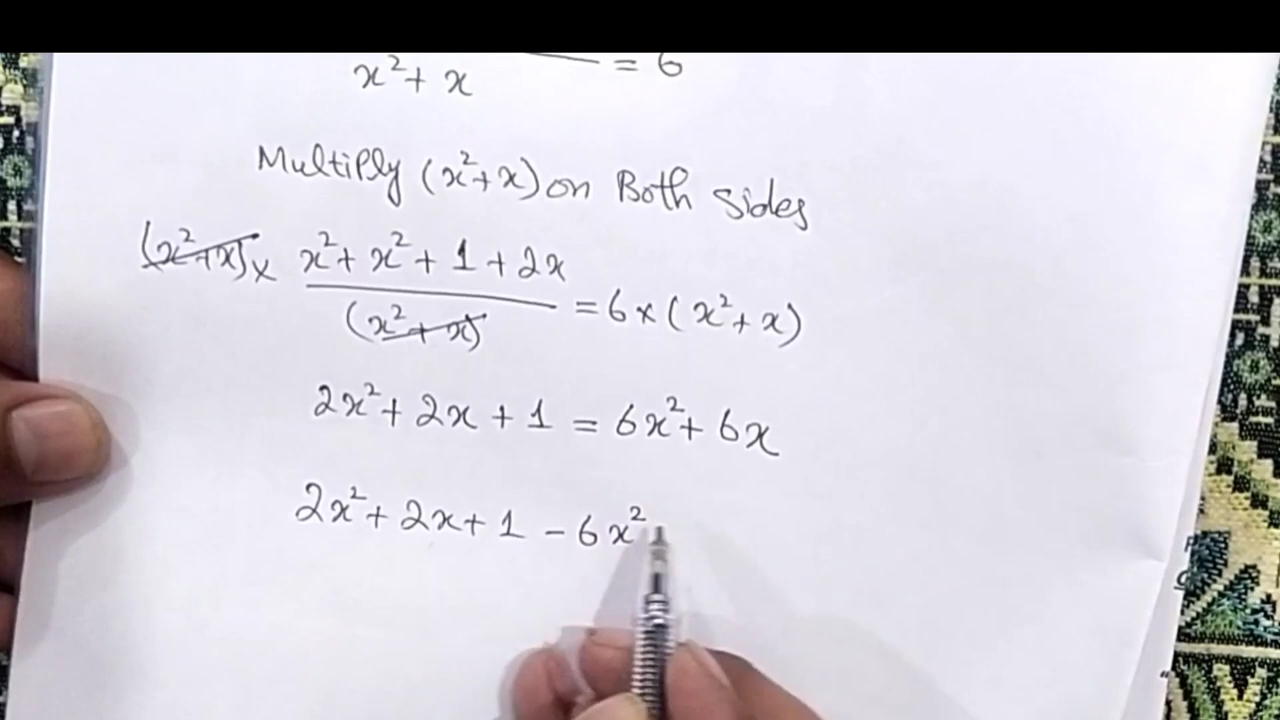 x² + x = 6
Multiply (x²+x) on Both Sides
(x²+x) × x² + x² + 1 + 2x
(x² + x) = 6 × (x² + x)
2x² + 2x + 1 = 6x² + 6x
2x² + 2x + 1 - 6x²